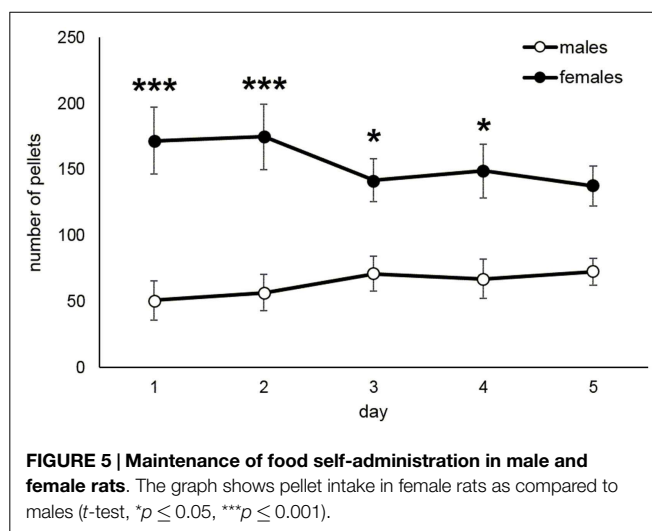 250
200
150
100
50
0
number of pellets
males
females
***
***
*
*
1 2 3 4 5
day
FIGURE 5 | Maintenance of food self-administration in male and
female rats. The graph shows pellet intake in female rats as compared to
males (t-test, *p ≤ 0.05, ***p ≤ 0.001).